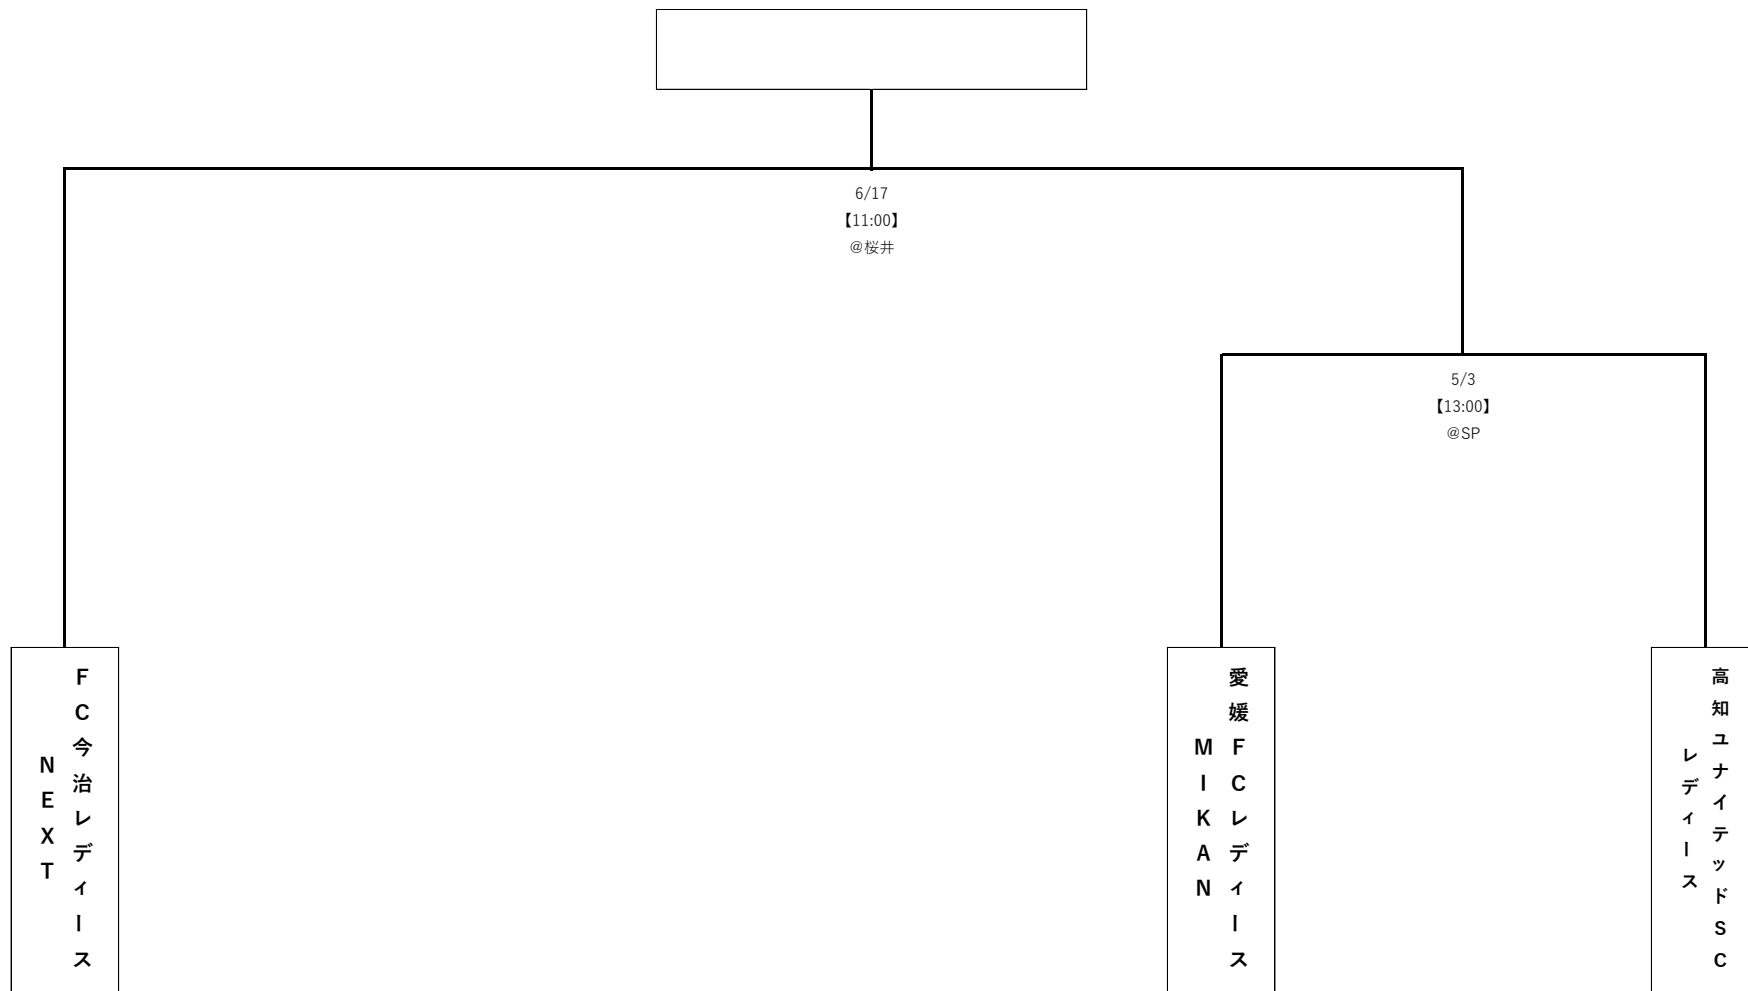 6/17
【11:00】
@桜井
5/3
【13:00】
@SP
FC今治レディース
NEXT
愛媛FCレディース
MIKAN
高知ユナイテッドSC
レディース